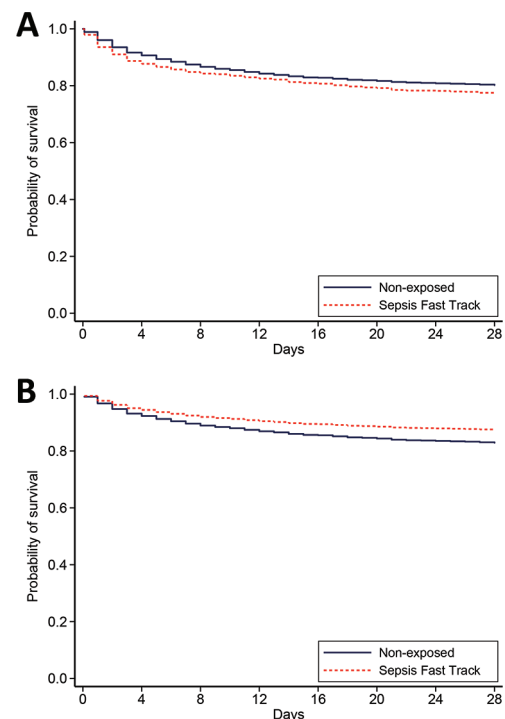 A
Probability of survival
1.0
0.8
0.6
0.4
0.2
0.0
Non-exposed
Sepsis Fast Track
0 4 8 12 16 20 24 28
Days
B
Probability of survival
1.0
0.8
0.6
0.4
0.2
0.0
Non-exposed
Sepsis Fast Track
0 4 8 12 16 20 24 28
Days